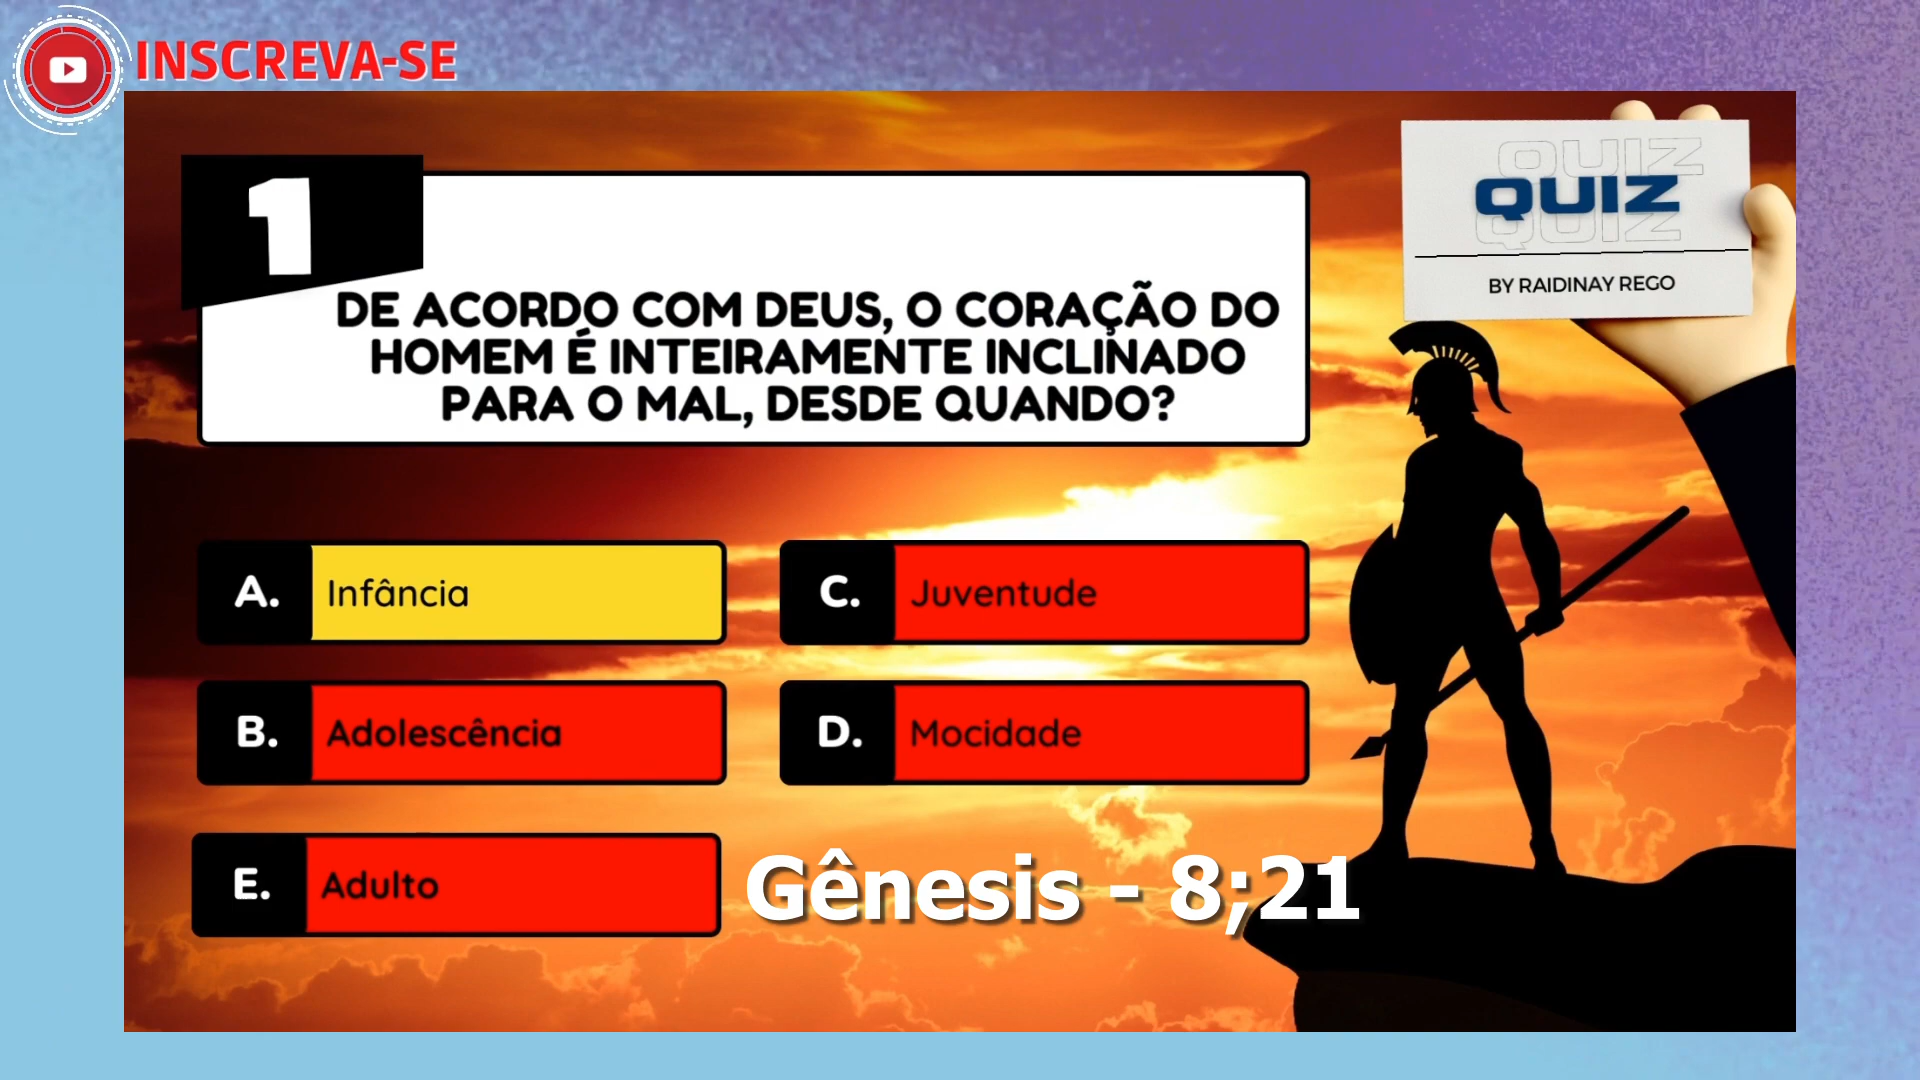 INSCREVA-SE
1
QUIZ
QUIZ
QUIZ
BY RAIDINAY REGO
DE ACORDO COM DEUS, O CORAÇÃO DO
HOMEM É INTEIRAMENTE INCLINADO
PARA O MAL, DESDE QUANDO?
A. Infância
C. Juventude
B. Adolescência
D. Mocidade
E. Adulto
Gênesis - 8;21